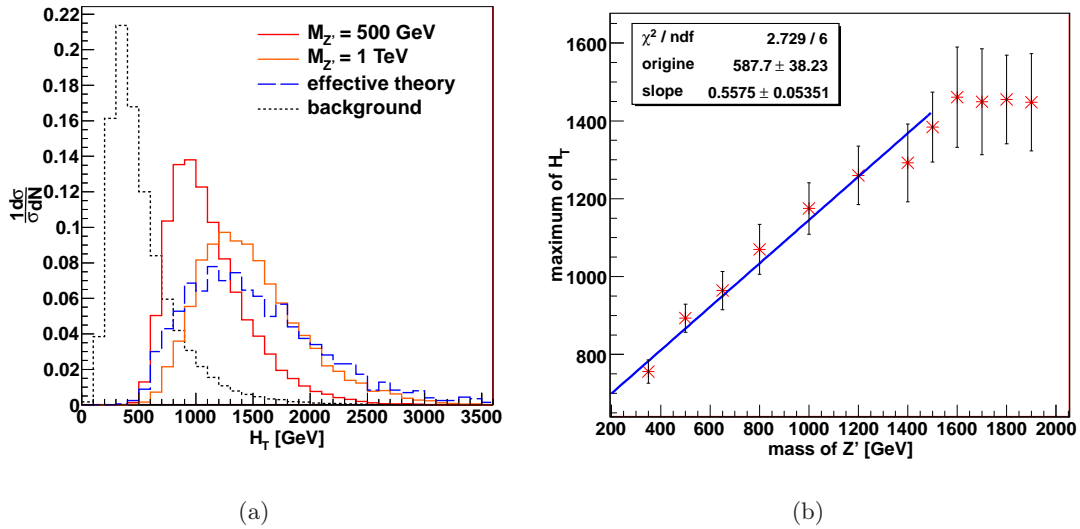 0.22
0.2
0.18
0.16
0.14
0.12
0.1
0.08
0.06
0.04
0.02
0
1 dσ
σ dN
M_Z' = 500 GeV
M_Z' = 1 TeV
effective theory
background
0 500 1000 1500 2000 2500 3000 3500
H_T [GeV]
(a)
χ² / ndf 2.729 / 6
origine 587.7 ± 38.23
slope 0.5575 ± 0.05351
maximum of H_T
1600
1400
1200
1000
800
200 400 600 800 1000 1200 1400 1600 1800 2000
mass of Z' [GeV]
(b)